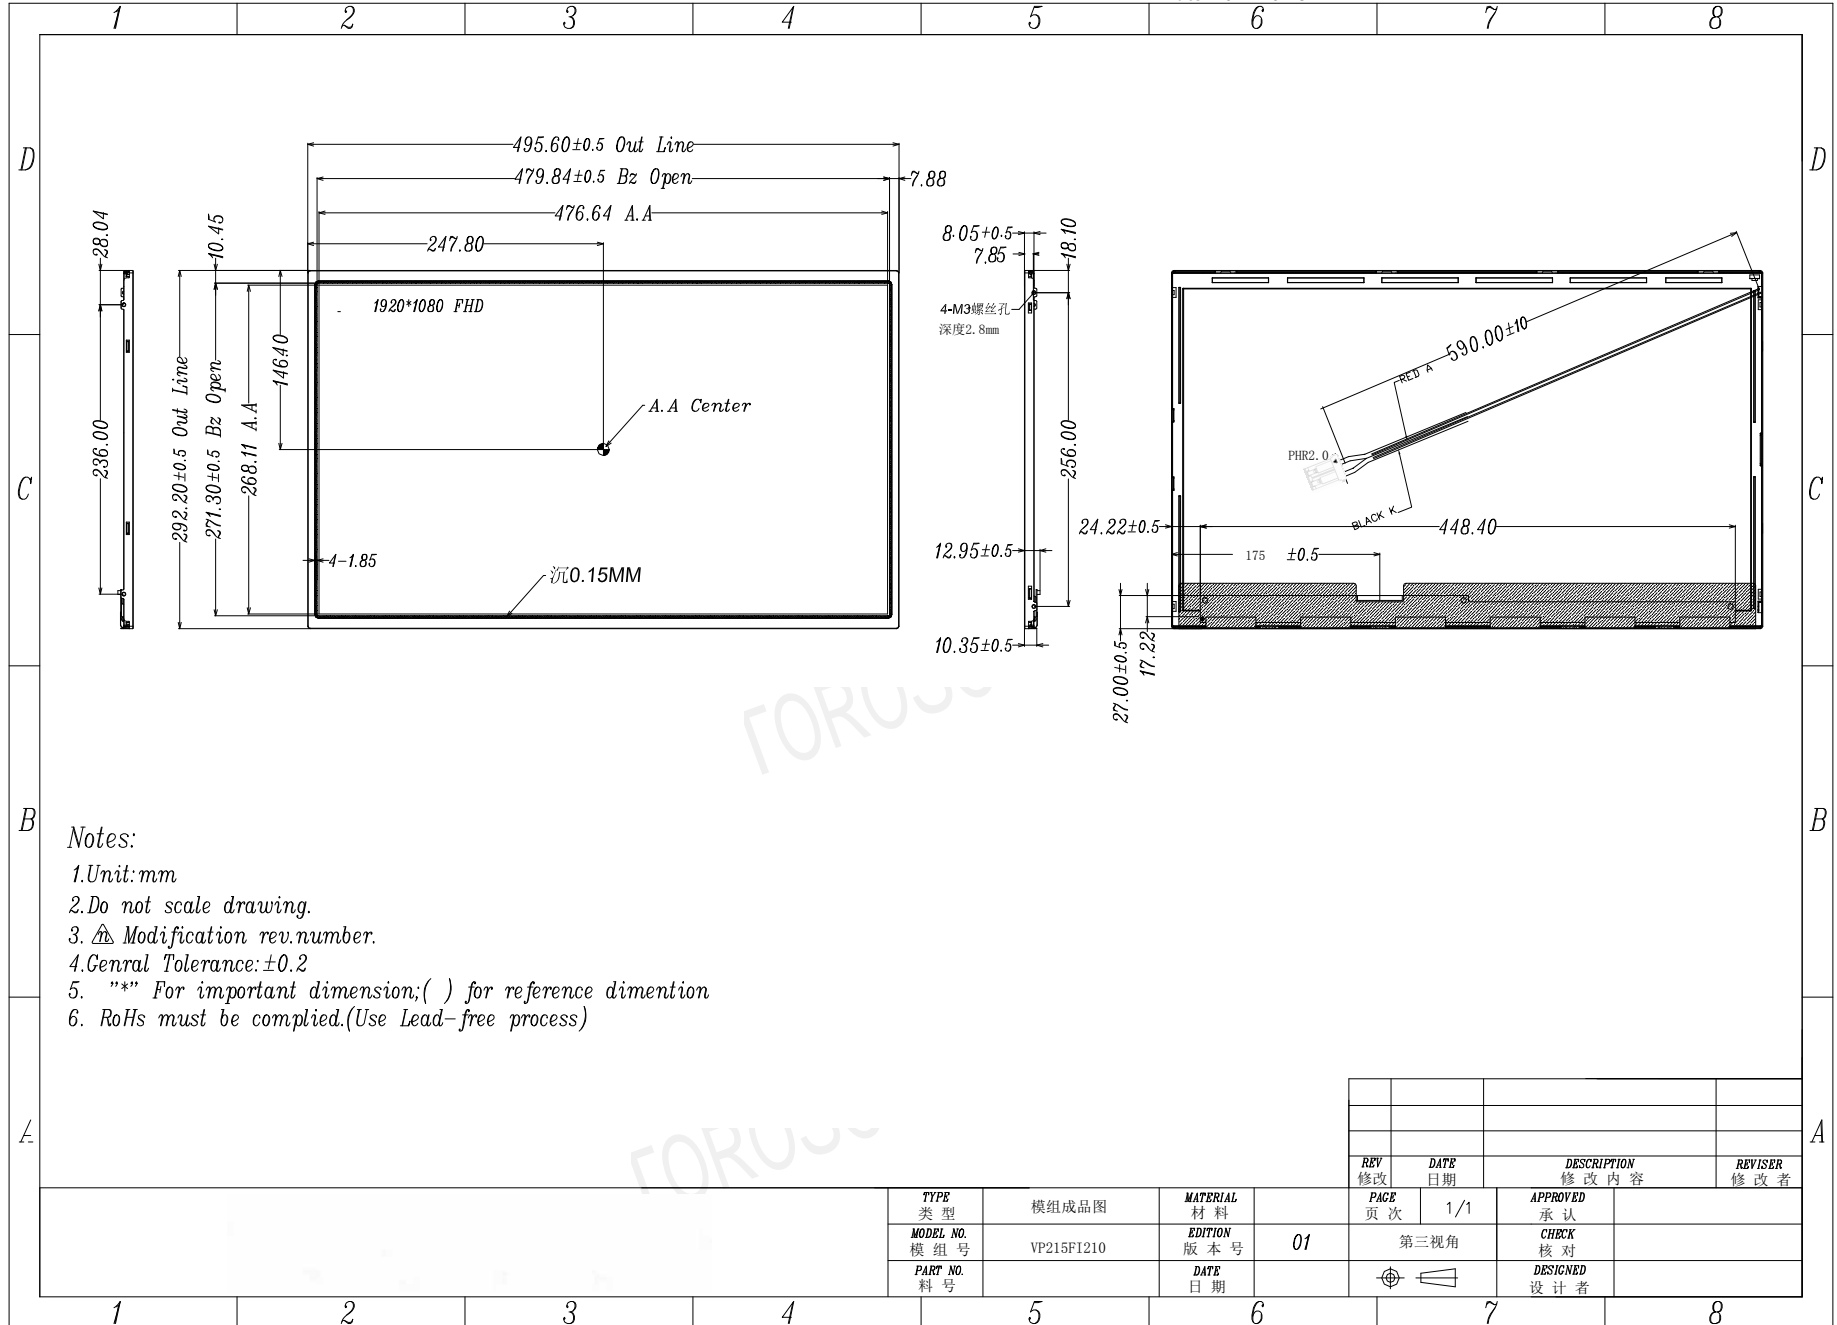 1 2 3 4 5 6 7 8
D D
C C
B B
A
495.60±0.5 Out Line
479.84±0.5 Bz Open
7.88
476.64 A.A
247.80
28.04
10.45
236.00
292.20±0.5 Out Line
271.30±0.5 Bz Open
268.11 A.A
146.40
1920*1080 FHD
A.A Center
4-1.85
沉0.15MM
8.05+0.5
7.85
18.10
4-M3螺丝孔
深度2.8mm
256.00
12.95±0.5
10.35±0.5
590.00±10
RED A
PHR2.0
BLACK K
24.22±0.5
448.40
175 ±0.5
27.00±0.5
17.22
TOROS
Notes:
1.Unit:mm
2.Do not scale drawing.
3. n Modification rev.number.
4.Genral Tolerance:±0.2
5. "*" For important dimension;( ) for reference dimention
6. RoHs must be complied.(Use Lead-free process)
TOROS
REV DATE DESCRIPTION REVISER
修改 日期 修 改 内 容 修 改 者
TYPE 模组成品图 MATERIAL PAGE 1/1 APPROVED
类 型 材 料 页 次 承 认
MODEL NO. VP215FI210 EDITION 01 第三视角 CHECK
模 组 号 版 本 号 核 对
PART NO. DATE DESIGNED
料 号 日 期 设 计 者
1 2 3 4 5 6 7 8